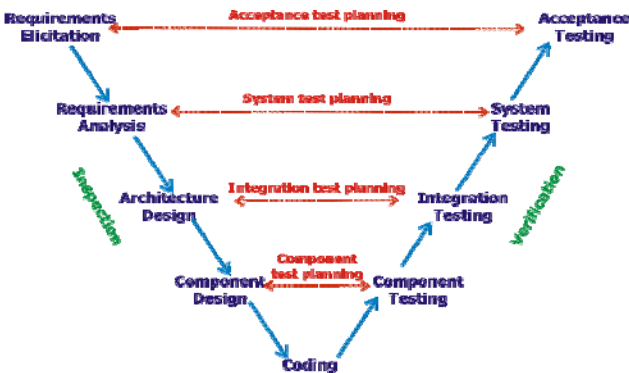 Requirements
Elicitation
Acceptance test planning
Acceptance
Testing
Requirements
Analysis
System test planning
System
Testing
Inspection
Architecture
Design
Integration test planning
Integration
Testing
Verification
Component
Design
Component
test planning
Component
Testing
Coding